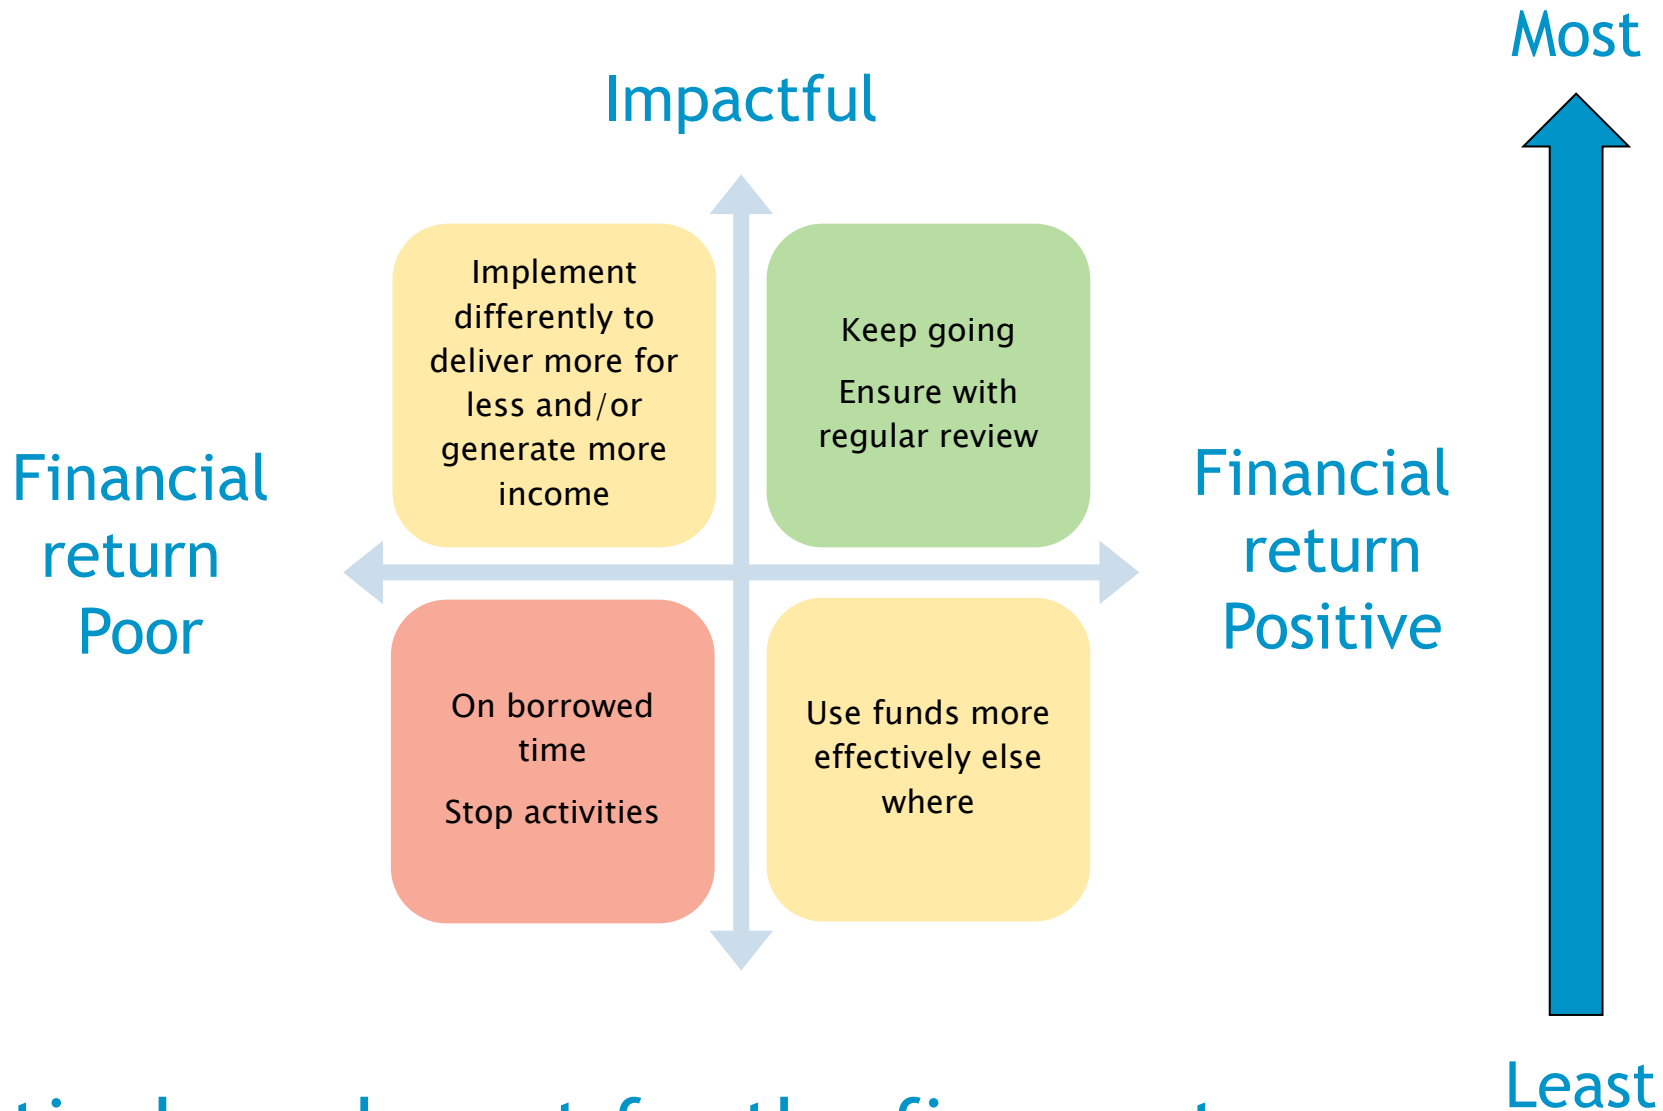 Most
Impactful
Implement
differently to
deliver more for
less and/or
generate more
income
Keep going
Ensure with
regular review
Financial
return
Poor
Financial
return
Positive
On borrowed
time
Stop activities
Use funds more
effectively else
where
Least